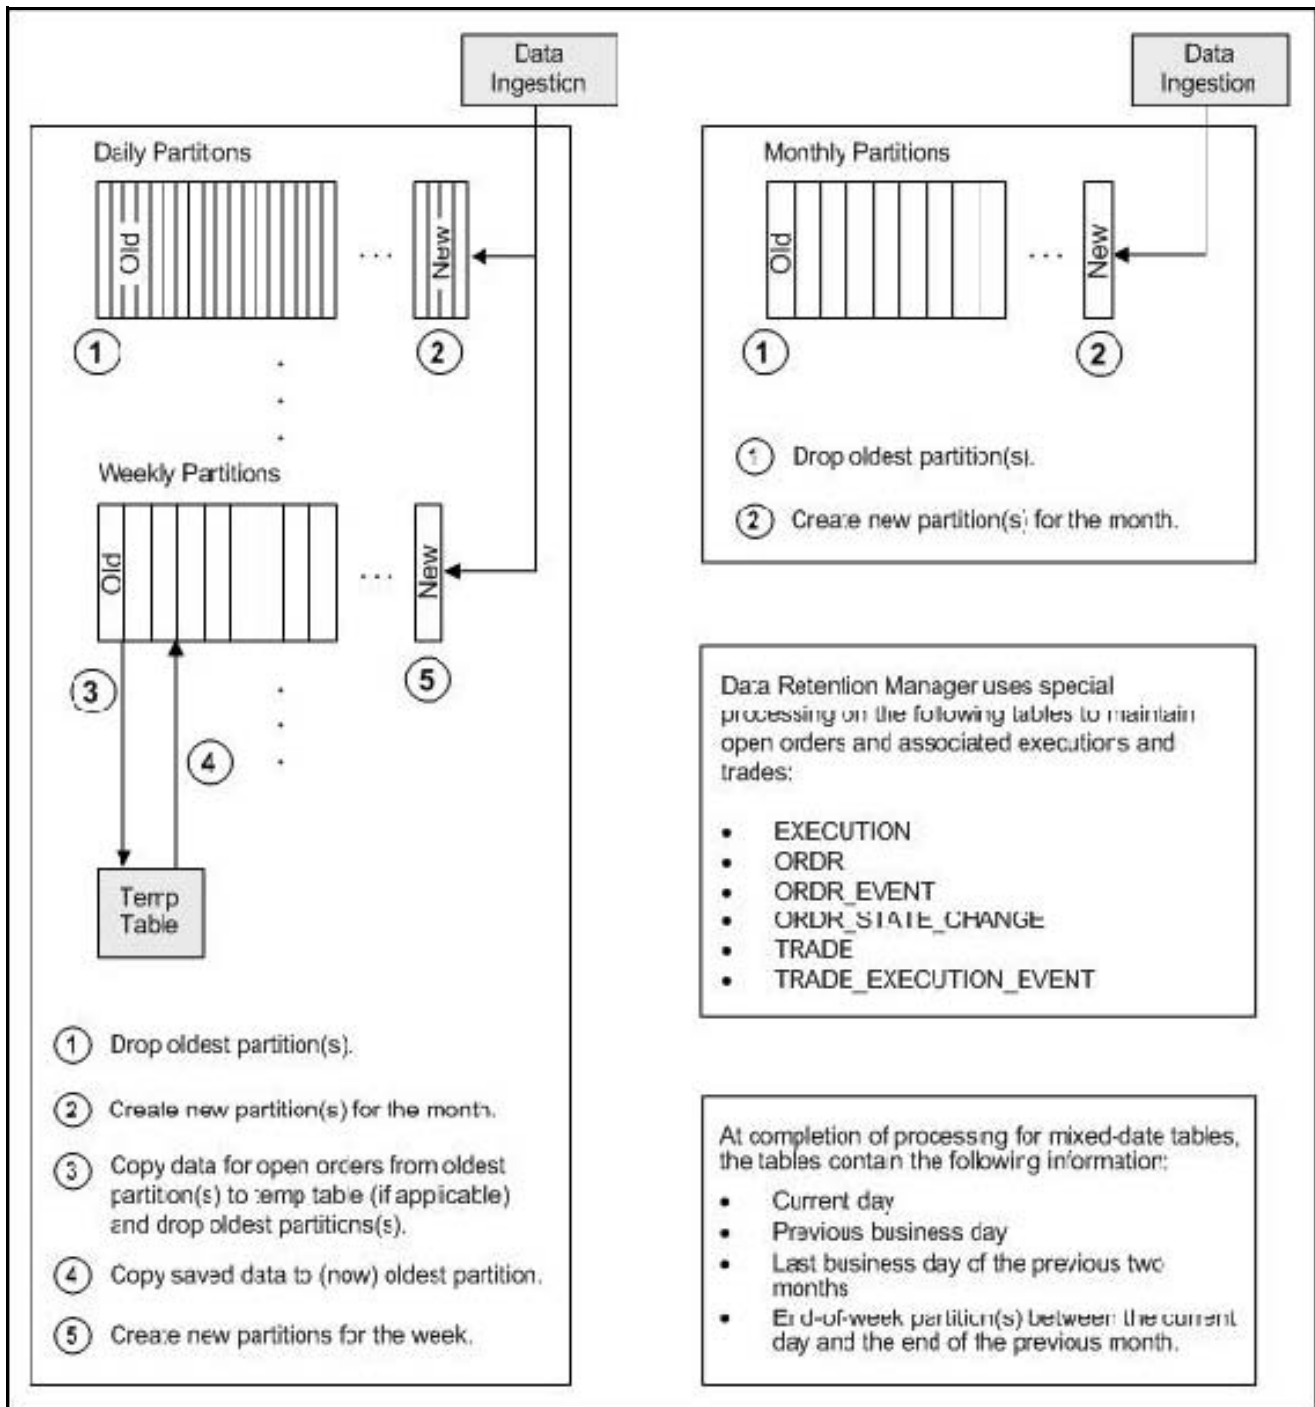 Data
Ingestion
Daily Partitions
Old
...
New
1
2
Weekly Partitions
Old
...
New
3
5
4
Temp
Table
1 Drop oldest partition(s).
2 Create new partition(s) for the month.
3 Copy data for open orders from oldest
partition(s) to temp table (if applicable)
and drop oldest partitions(s).
4 Copy saved data to (now) oldest partition.
5 Create new partitions for the week.
Data
Ingestion
Monthly Partitions
Old
...
New
1
2
1 Drop oldest partition(s).
2 Create new partition(s) for the month.
Data Retention Manager uses special
processing on the following tables to maintain
open orders and associated executions and
trades:
• EXECUTION
• ORDR
• ORDR_EVENT
• ORDR_STATE_CHANGE
• TRADE
• TRADE_EXECUTION_EVENT
At completion of processing for mixed-date tables,
the tables contain the following information:
• Current day
• Previous business day
• Last business day of the previous two
months
• End-of-week partition(s) between the current
day and the end of the previous month.